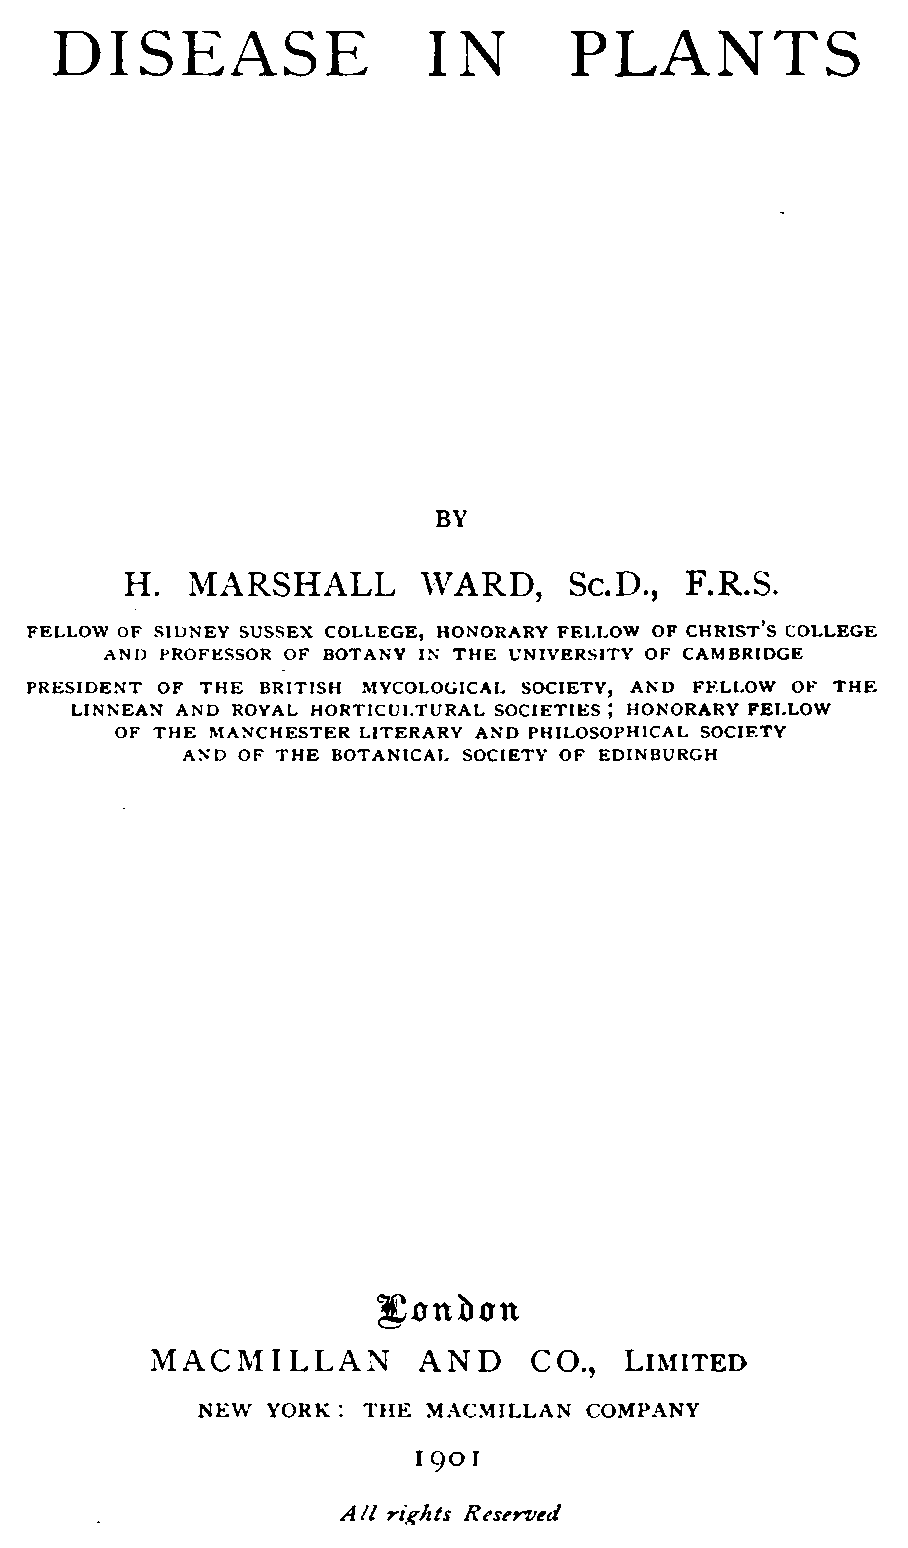 DISEASE IN PLANTS
BY
H. MARSHALL WARD, Sc.D., F.R.S.
FELLOW OF SIDNEY SUSSEX COLLEGE, HONORARY FELLOW OF CHRIST'S COLLEGE
AND PROFESSOR OF BOTANY IN THE UNIVERSITY OF CAMBRIDGE
PRESIDENT OF THE BRITISH MYCOLOGICAL SOCIETY, AND FELLOW OF THE
LINNEAN AND ROYAL HORTICULTURAL SOCIETIES; HONORARY FELLOW
OF THE MANCHESTER LITERARY AND PHILOSOPHICAL SOCIETY
AND OF THE BOTANICAL SOCIETY OF EDINBURGH
London
MACMILLAN AND CO., LIMITED
NEW YORK: THE MACMILLAN COMPANY
1901
All rights Reserved